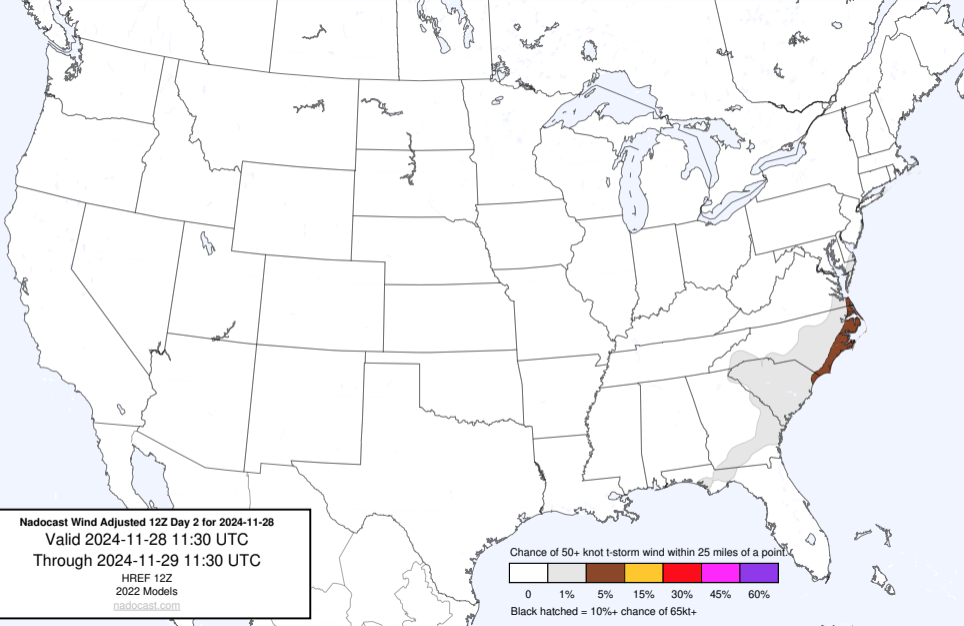 Nadocast Wind Adjusted 12Z Day 2 for 2024-11-28
Valid 2024-11-28 11:30 UTC
Through 2024-11-29 11:30 UTC
HREF 12Z
2022 Models
nadocast.com
Chance of 50+ knot t-storm wind within 25 miles of a point.
0 1% 5% 15% 30% 45% 60%
Black hatched = 10%+ chance of 65kt+